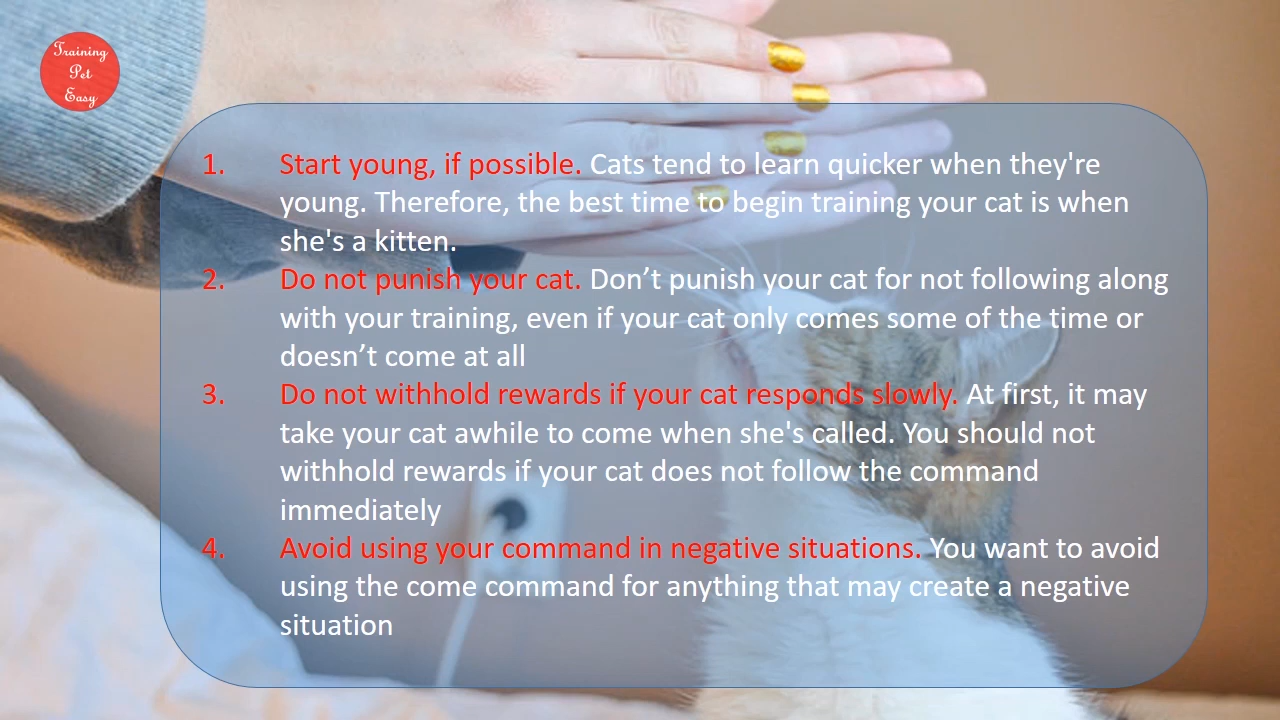 Training
Pet
Easy
1. Start young, if possible. Cats tend to learn quicker when they're
young. Therefore, the best time to begin training your cat is when
she's a kitten.
2. Do not punish your cat. Don’t punish your cat for not following along
with your training, even if your cat only comes some of the time or
doesn’t come at all
3. Do not withhold rewards if your cat responds slowly. At first, it may
take your cat awhile to come when she's called. You should not
withhold rewards if your cat does not follow the command
immediately
4. Avoid using your command in negative situations. You want to avoid
using the come command for anything that may create a negative
situation